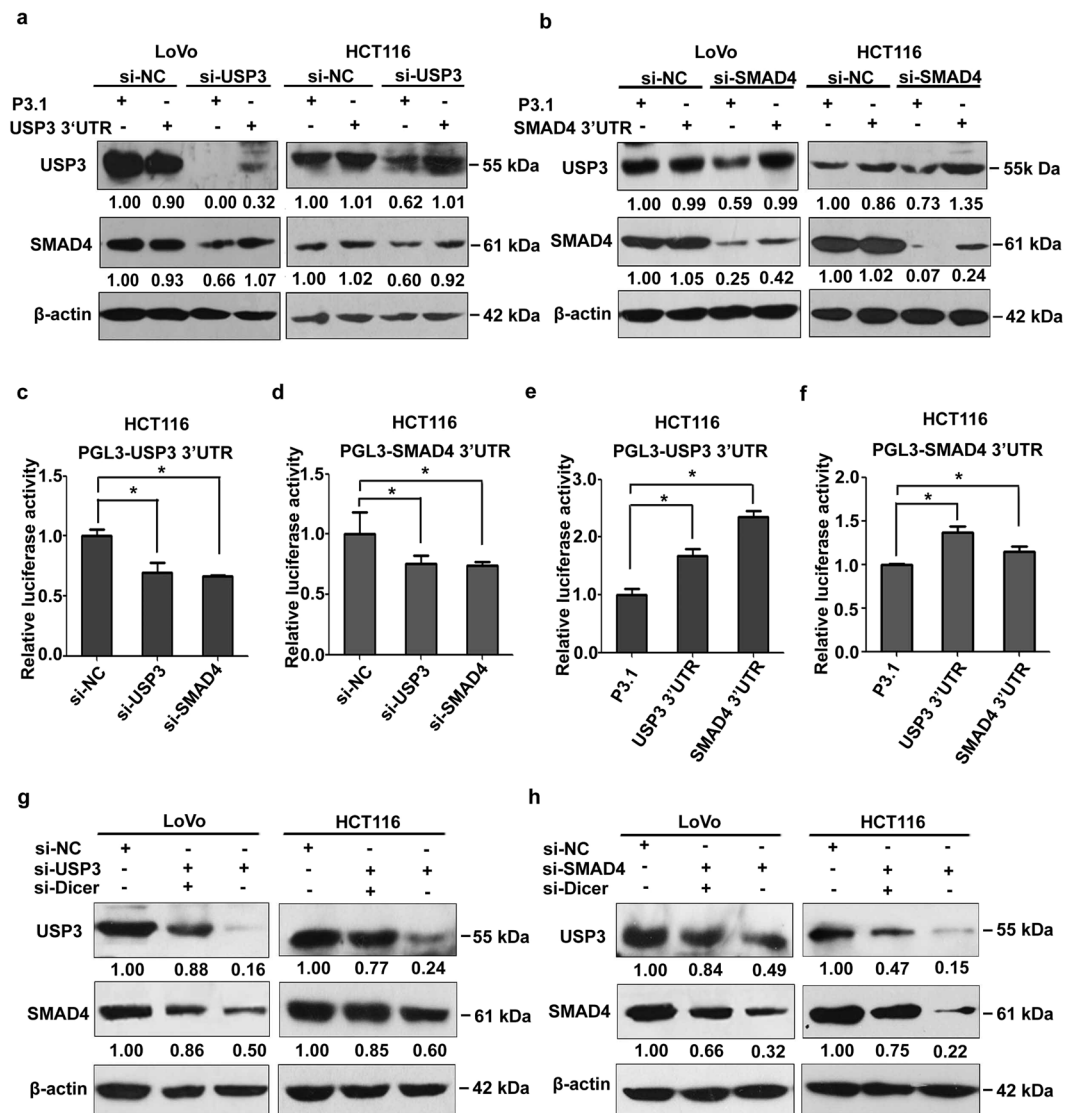 a
LoVo HCT116
si-NC si-USP3 si-NC si-USP3
P3.1 + - + - + - + -
USP3 3‘UTR - + - + - + - +
USP3 55 kDa
1.00 0.90 0.00 0.32 1.00 1.01 0.62 1.01
SMAD4 61 kDa
1.00 0.93 0.66 1.07 1.00 1.02 0.60 0.92
β-actin 42 kDa
b
LoVo HCT116
si-NC si-SMAD4 si-NC si-SMAD4
P3.1 + - + - + - + -
SMAD4 3'UTR - + - + - + - +
USP3 55k Da
1.00 0.99 0.59 0.99 1.00 0.86 0.73 1.35
SMAD4 61 kDa
1.00 1.05 0.25 0.42 1.00 1.02 0.07 0.24
β-actin 42 kDa
c
HCT116
PGL3-USP3 3’UTR
Relative luciferase activity
1.5
1.0
0.5
0.0
* *
si-NC si-USP3 si-SMAD4
d
HCT116
PGL3-SMAD4 3’UTR
Relative luciferase activity
1.5
1.0
0.5
0.0
* *
si-NC si-USP3 si-SMAD4
e
HCT116
PGL3-USP3 3’UTR
Relative luciferase activity
3.0
2.0
1.0
0.0
* *
P3.1 USP3 3’UTR SMAD4 3’UTR
f
HCT116
PGL3-SMAD4 3’UTR
Relative luciferase activity
2.0
1.5
1.0
0.5
0.0
* *
P3.1 USP3 3’UTR SMAD4 3’UTR
g
LoVo HCT116
si-NC + - - + - -
si-USP3 - + + - + +
si-Dicer - + - - + -
USP3 55 kDa
1.00 0.88 0.16 1.00 0.77 0.24
SMAD4 61 kDa
1.00 0.86 0.50 1.00 0.85 0.60
β-actin 42 kDa
h
LoVo HCT116
si-NC + - - + - -
si-SMAD4 - + + - + +
si-Dicer - + - - + -
USP3 55 kDa
1.00 0.84 0.49 1.00 0.47 0.15
SMAD4 61 kDa
1.00 0.66 0.32 1.00 0.75 0.22
β-actin 42 kDa